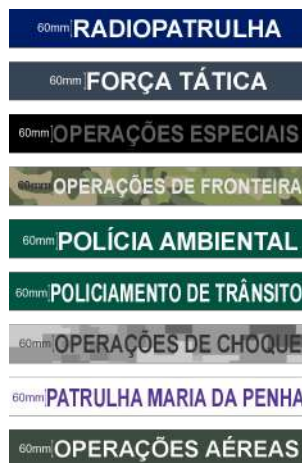 60mm RADIOPATRULHA
60mm FORÇA TÁTICA
60mm OPERAÇÕES ESPECIAIS
60mm OPERAÇÕES DE FRONTEIRA
60mm POLÍCIA AMBIENTAL
60mm POLICIAMENTO DE TRÂNSITO
60mm OPERAÇÕES DE CHOQUE
60mm PATRULHA MARIA DA PENHA
60mm OPERAÇÕES AÉREAS